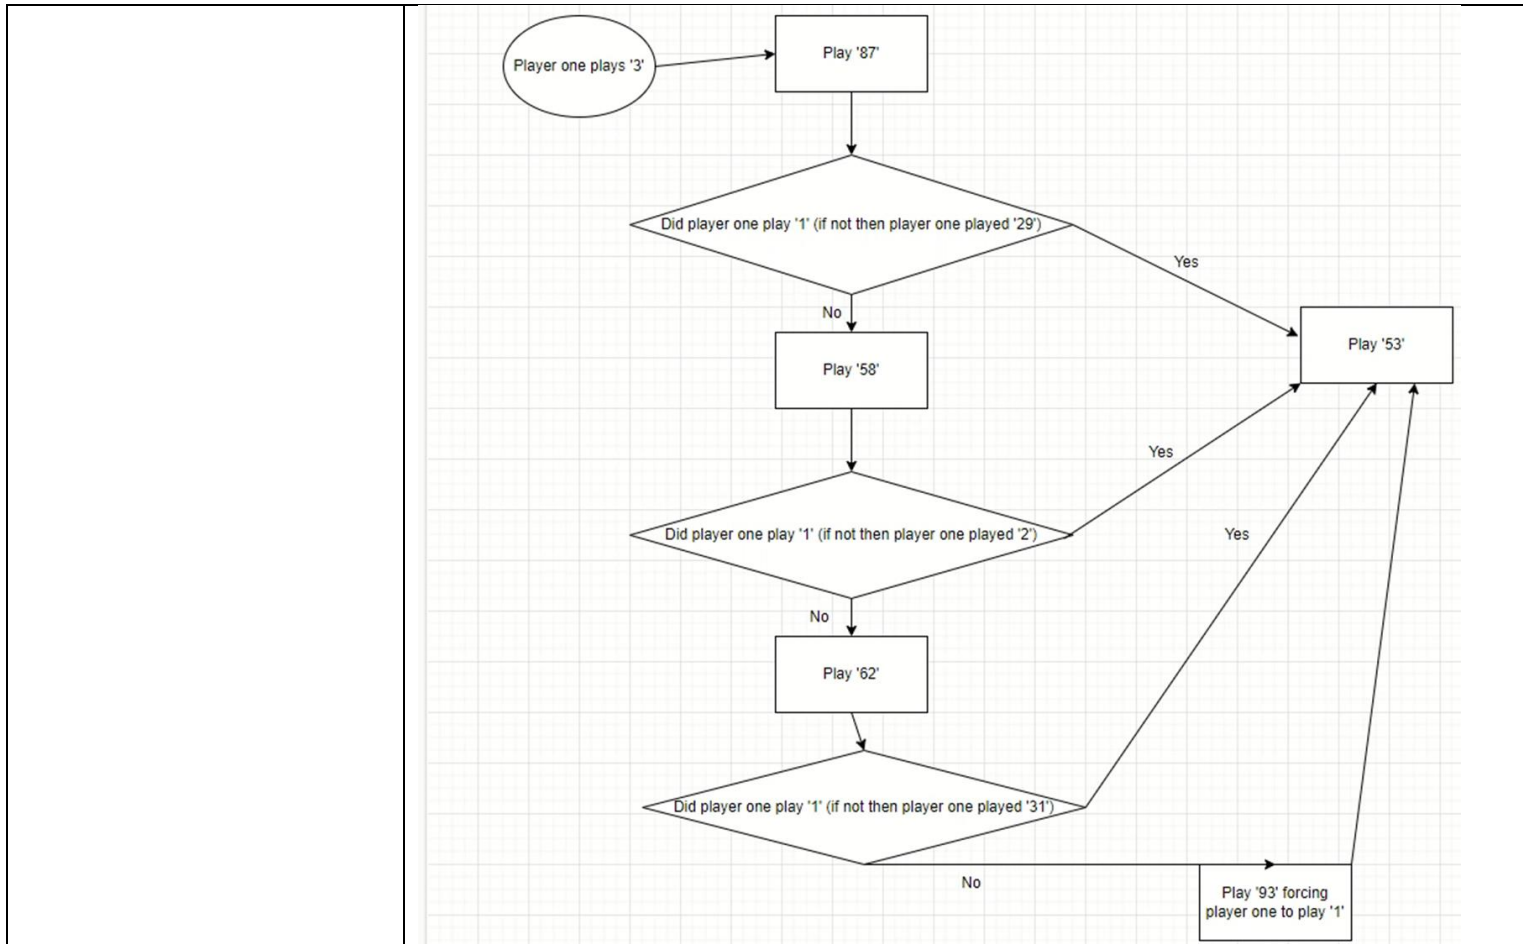 Player one plays '3'
Play '87'
Did player one play '1' (if not then player one played '29')
Yes
No
Play '53'
Play '58'
Yes
Did player one play '1' (if not then player one played '2')
Yes
No
Play '62'
Did player one play '1' (if not then player one played '31')
No
Play '93' forcing
player one to play '1'